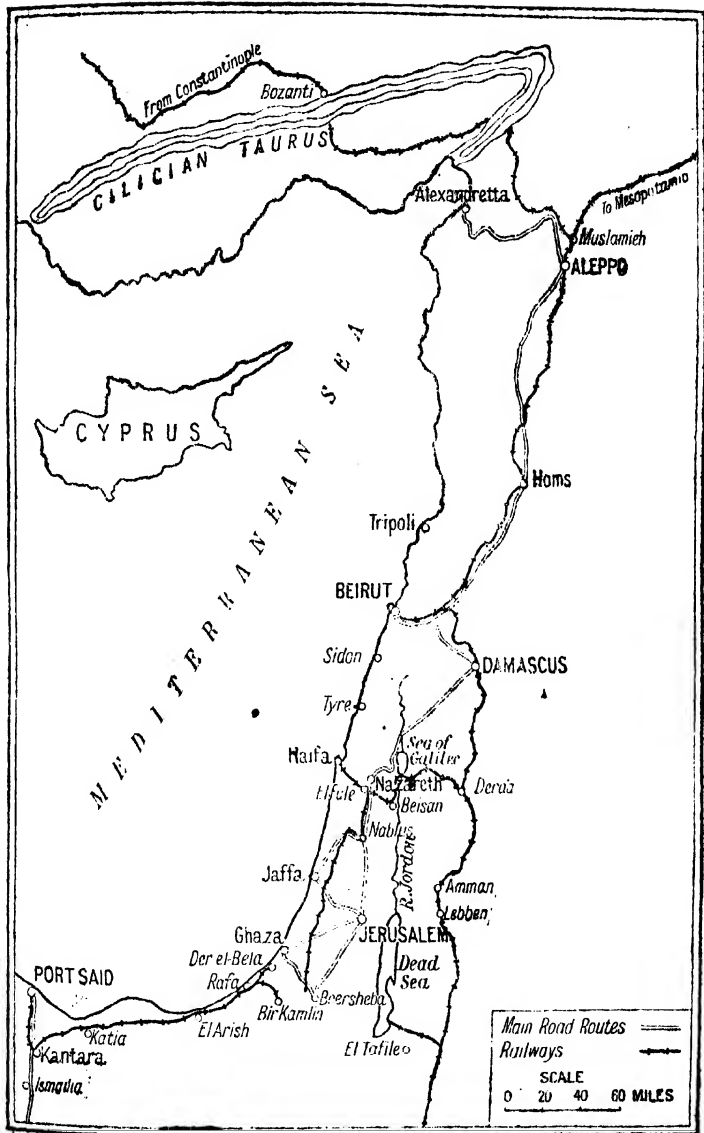 From Constantinople
Bozanti
CILICIAN TAURUS
Alexandretta
To Mesopotamia
Muslamieh
ALEPPO
CYPRUS
MEDITERRANEAN SEA
Homs
Tripoli
BEIRUT
Sidon
DAMASCUS
Tyre
Sea of
Galilee
Haifa
Nazareth
El fule
Deraa
Beisan
Nablus
R. Jordon
Jaffa
Amman
Lebben
JERUSALEM
Ghaza
Der el-Bela
Dead
Sea
Rafa
PORT SAID
Beersheba
Bir Kamlia
El Arish
Katia
Kantara
El Tafile
Ismailia
Main Road Routes
Railways
SCALE
0 20 40 60 MILES